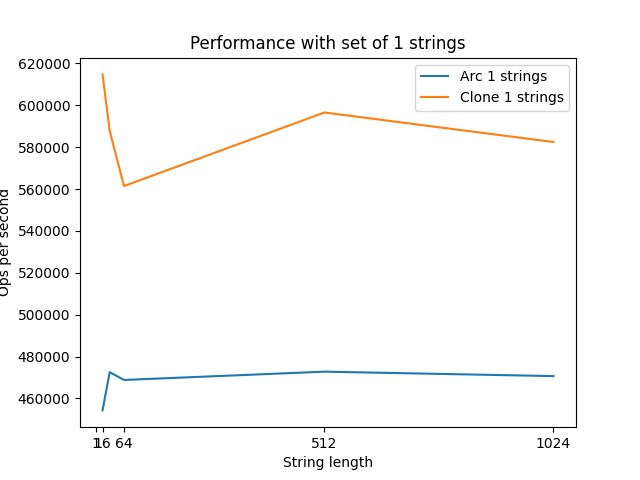 Performance with set of 1 strings
Arc 1 strings
Clone 1 strings
620000
600000
580000
560000
540000
520000
500000
480000
460000
Ops per second
1 16 64 512 1024
String length